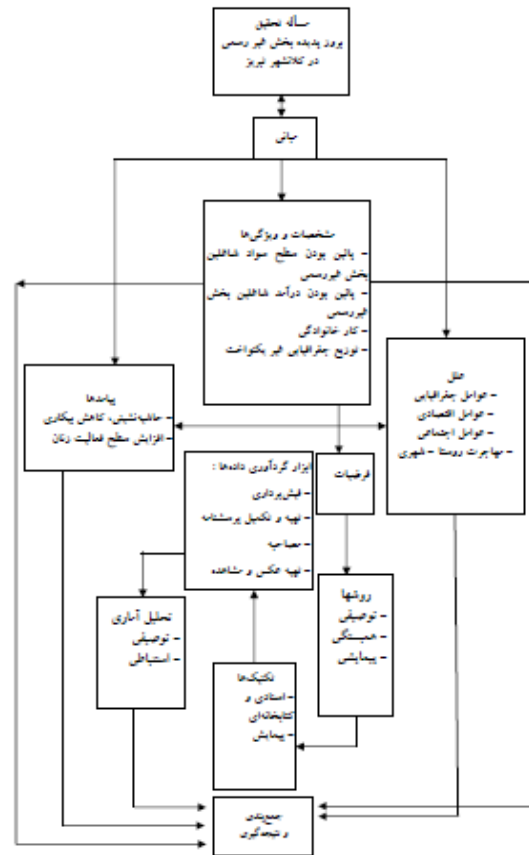 مسأله تحقیق
بروز پدیده بخش غیر رسمی
در کلانشهر تبریز
مبانی
مشخصات و ویژگی‌ها
- پائین بودن سطح سواد شاغلین
بخش غیررسمی
- پائین بودن درآمد شاغلین بخش
غیررسمی
- کار خانوادگی
- توزیع جغرافیایی غیر یکنواخت
علل
- عوامل جغرافیایی
- عوامل اقتصادی
- عوامل اجتماعی
- مهاجرت روستا - شهری
پیامدها
- حاشیه‌نشینی، کاهش بیکاری
- افزایش سطح فعالیت زنان
فرضیات
ابزار گردآوری داده‌ها :
- فیش‌برداری
- تهیه و تکمیل پرسشنامه
- مصاحبه
- تهیه عکس و مشاهده
روشها
- توصیفی
- همبستگی
- پیمایشی
تحلیل آماری
- توصیفی
- استنباطی
تکنیک‌ها
- اسنادی و
کتابخانه‌ای
- پیمایش
جمع‌بندی
و نتیجه‌گیری